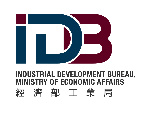 IDB
INDUSTRIAL DEVELOPMENT BUREAU,
MINISTRY OF ECONOMIC AFFAIRS
經濟部工業局